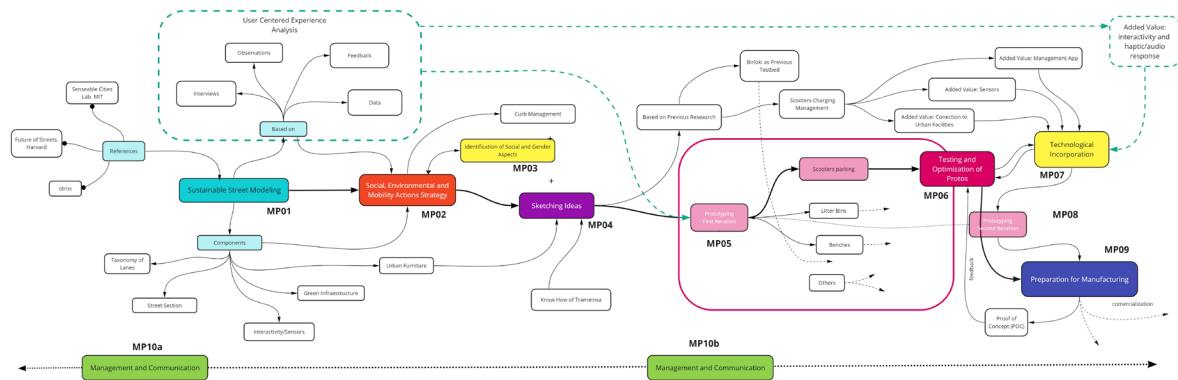 User Centered Experience
Analysis
Observations
Feedback
Interviews
Data
Based on
Senseable Cities
Lab. MIT
Future of Streets,
Harvard
References
otros
Sustainable Street Modeling
MP01
Components
Taxonomy of
Lanes
Street Section
Interactivity/Sensors
Green Infraestructure
Urban Furniture
Social, Environmental and
Mobility Actions Strategy
MP02
Curb Management
Identification of Social and Gender
Aspects
MP03
+
+
Sketching Ideas
MP04
Know How of Trameinsa
Based on Previous Research
Birloki as Previous
Testbed
Scooters Charging
Management
Added Value: Management App
Added Value: Sensors
Added Value: Conection to
Urban Facilities
Added Value:
interactivity and
haptic/audio
response
Technological
Incorporation
MP07
Prototyping
First Iteration
MP05
Scooters parking
Litter Bins
Benches
Others
Testing and
Optimization of
Protos
MP06
Prototyping
Second Iteration
MP08
MP09
Preparation for Manufacturing
feedback
Proof of
Concept (POC)
comercialization
MP10a
Management and Communication
MP10b
Management and Communication